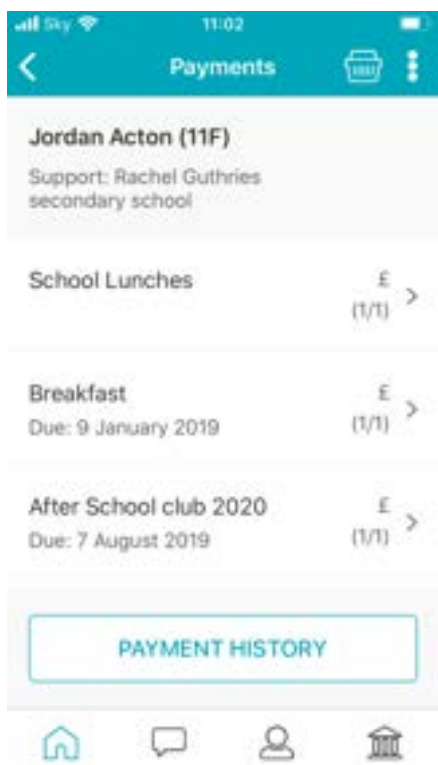 Sky 11:02
Payments
Jordan Acton (11F)
Support: Rachel Guthries
secondary school
School Lunches £
(1/1)
Breakfast £
Due: 9 January 2019 (1/1)
After School club 2020 £
Due: 7 August 2019 (1/1)
PAYMENT HISTORY